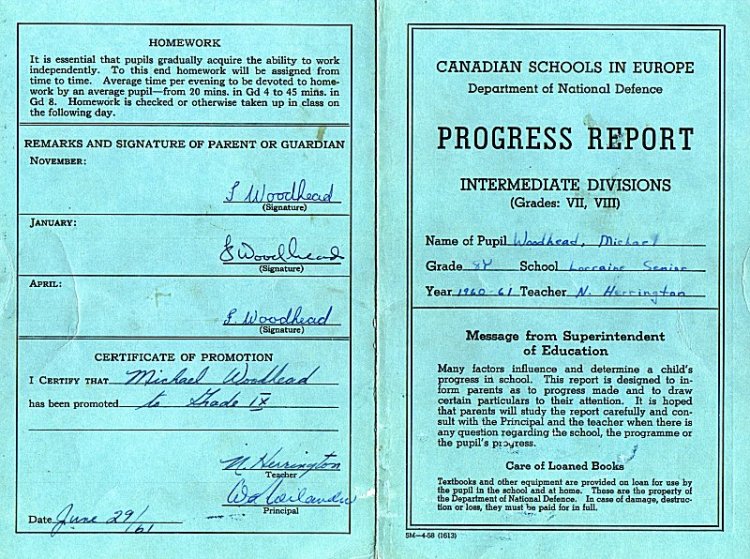 HOMEWORK
It is essential that pupils gradually acquire the ability to work
independently. To this end homework will be assigned from
time to time. Average time per evening to be devoted to home-
work by an average pupil—from 20 mins. in Gd 4 to 45 mins. in
Gd 8. Homework is checked or otherwise taken up in class on
the following day.
REMARKS AND SIGNATURE OF PARENT OR GUARDIAN
NOVEMBER:
Woodhead
(Signature)
JANUARY:
Woodhead
(Signature)
APRIL:
Woodhead
(Signature)
CERTIFICATE OF PROMOTION
I CERTIFY THAT Michael Woodhead
has been promoted to Grade IX
N. Herrington
Teacher
Principal
Date June 29/61
CANADIAN SCHOOLS IN EUROPE
Department of National Defence
PROGRESS REPORT
INTERMEDIATE DIVISIONS
(Grades: VII, VIII)
Name of Pupil Woodhead, Michael
Grade 8Y School Lorraine Senior
Year 1960-61 Teacher N. Herrington
Message from Superintendent
of Education
Many factors influence and determine a child's
progress in school. This report is designed to in-
form parents as to progress made and to draw
certain particulars to their attention. It is hoped
that parents will study the report carefully and con-
sult with the Principal and the teacher when there is
any question regarding the school, the programme or
the pupil's progress.
Care of Loaned Books
Textbooks and other equipment are provided on loan for use by
the pupil in the school and at home. These are the property of
the Department of National Defence. In case of damage, destruc-
tion or loss, they must be paid for in full.
5M—4-58 (1613)